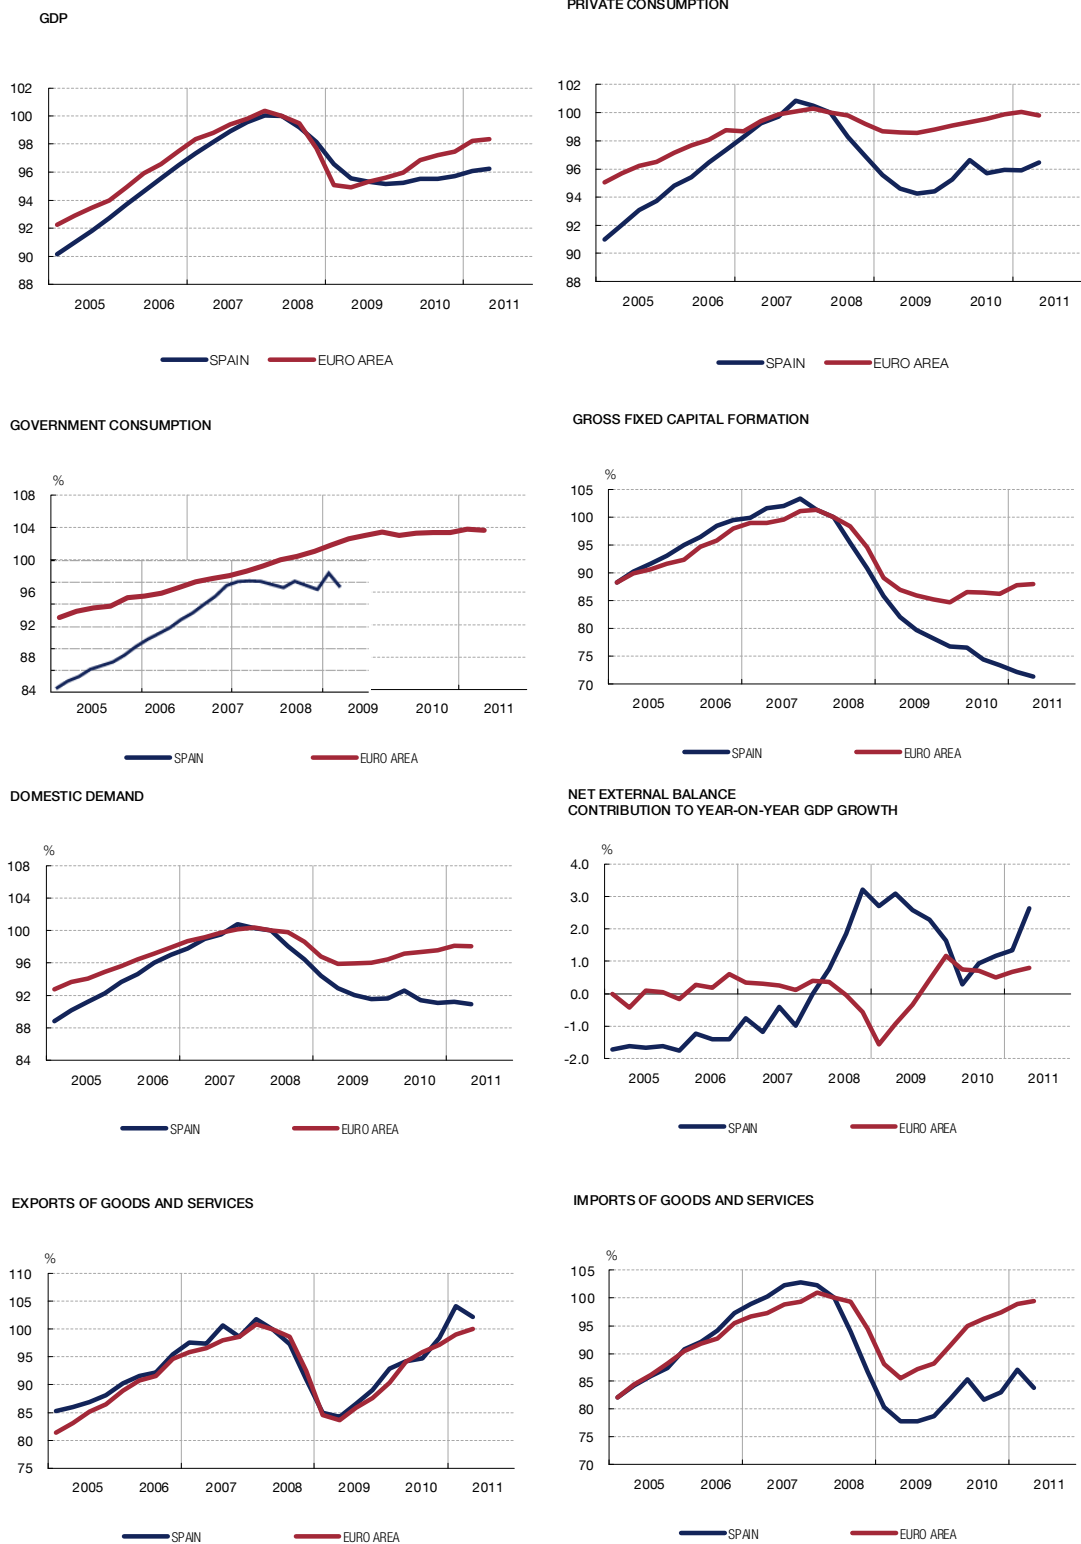 GDP
102
100
98
96
94
92
90
88
2005 2006 2007 2008 2009 2010 2011
SPAIN EURO AREA
PRIVATE CONSUMPTION
102
100
98
96
94
92
90
88
2005 2006 2007 2008 2009 2010 2011
SPAIN EURO AREA
GOVERNMENT CONSUMPTION
%
108
104
100
96
92
88
84
2005 2006 2007 2008 2009 2010 2011
SPAIN EURO AREA
GROSS FIXED CAPITAL FORMATION
%
105
100
95
90
85
80
75
70
2005 2006 2007 2008 2009 2010 2011
SPAIN EURO AREA
DOMESTIC DEMAND
%
108
104
100
96
92
88
84
2005 2006 2007 2008 2009 2010 2011
SPAIN EURO AREA
NET EXTERNAL BALANCE
CONTRIBUTION TO YEAR-ON-YEAR GDP GROWTH
%
4.0
3.0
2.0
1.0
0.0
-1.0
-2.0
2005 2006 2007 2008 2009 2010 2011
SPAIN EURO AREA
EXPORTS OF GOODS AND SERVICES
%
110
105
100
95
90
85
80
75
2005 2006 2007 2008 2009 2010 2011
SPAIN EURO AREA
IMPORTS OF GOODS AND SERVICES
%
105
100
95
90
85
80
75
70
2005 2006 2007 2008 2009 2010 2011
SPAIN EURO AREA